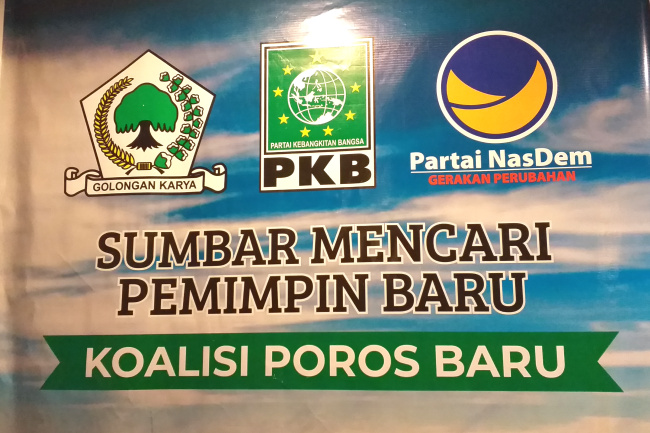 GOLONGAN KARYA
PARTAI KEBANGKITAN BANGSA
PKB
Partai NasDem
GERAKAN PERUBAHAN
SUMBAR MENCARI
PEMIMPIN BARU
KOALISI POROS BARU